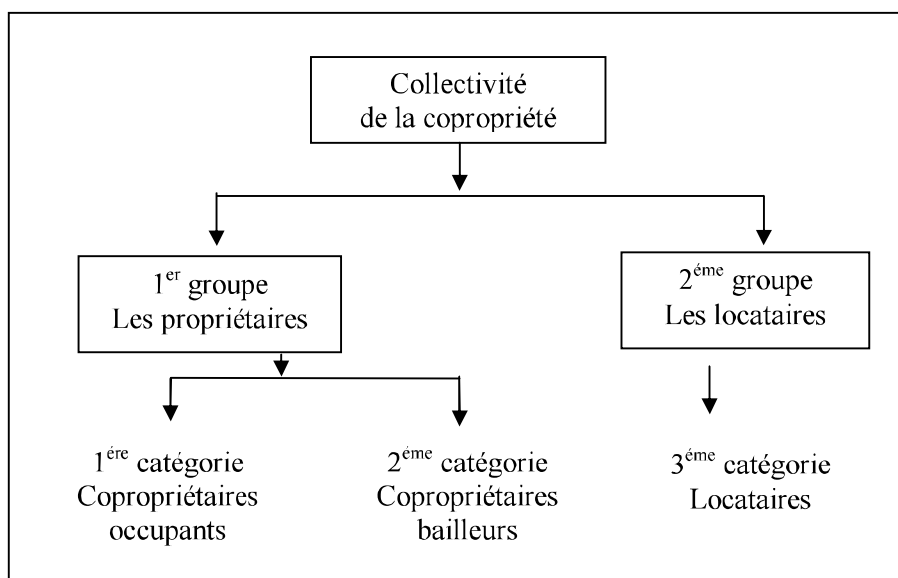 Collectivité
de la copropriété
1er groupe
Les propriétaires
2éme groupe
Les locataires
1ére catégorie
Copropriétaires
occupants
2éme catégorie
Copropriétaires
bailleurs
3éme catégorie
Locataires